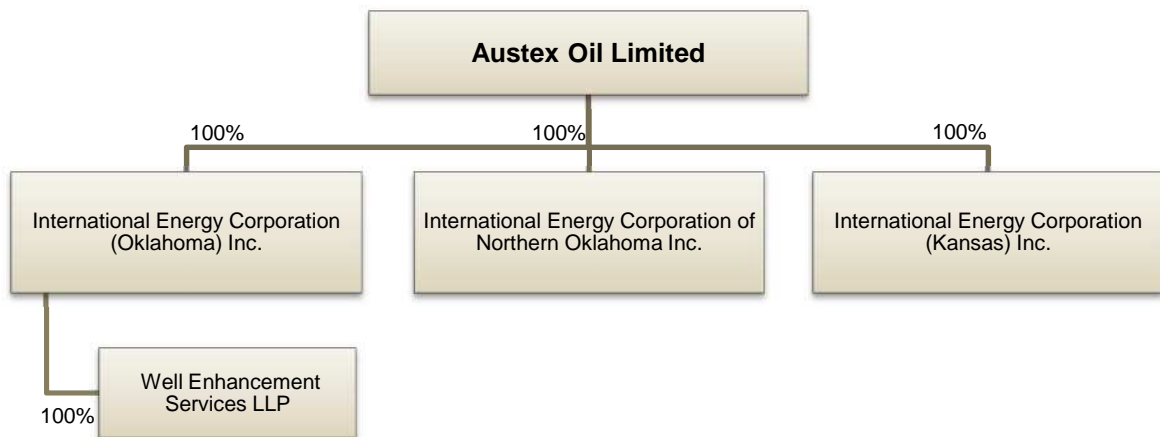 Austex Oil Limited
100%
100%
100%
International Energy Corporation
(Oklahoma) Inc.
International Energy Corporation of
Northern Oklahoma Inc.
International Energy Corporation
(Kansas) Inc.
Well Enhancement
Services LLP
100%